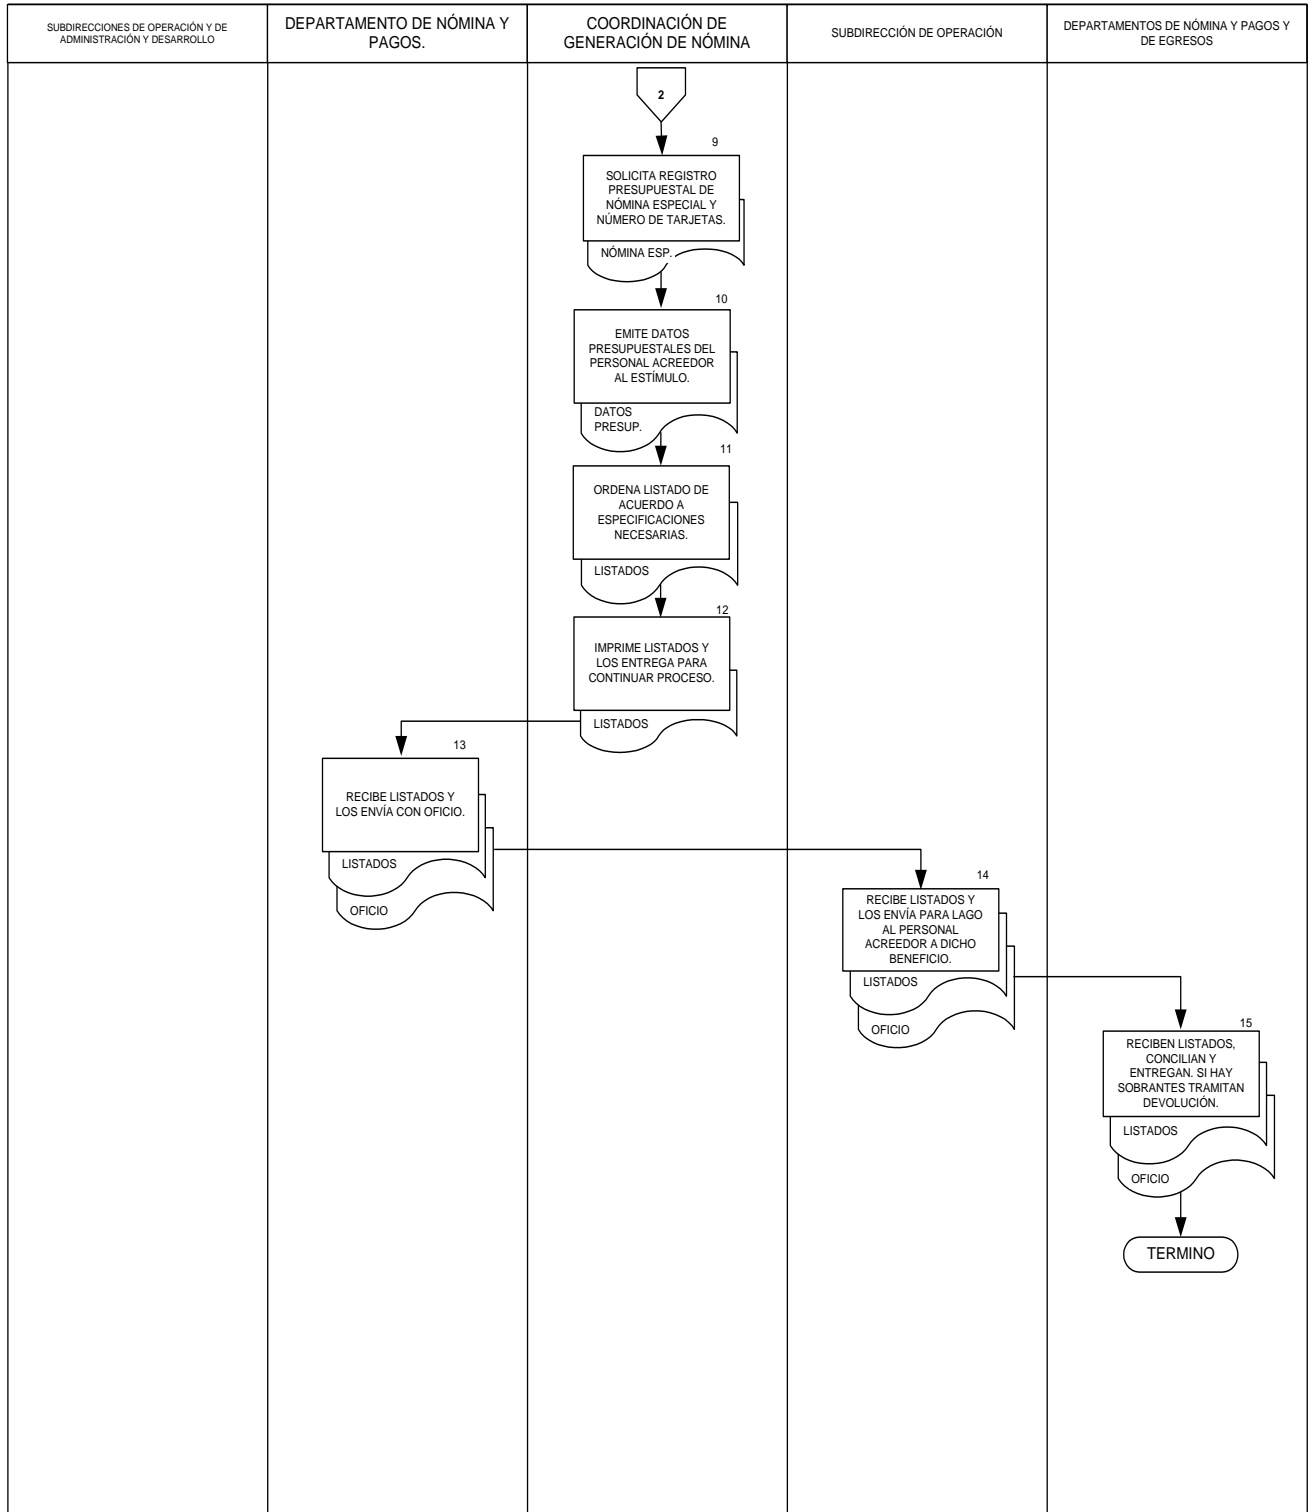 SUBDIRECCIONES DE OPERACIÓN Y DE
ADMINISTRACIÓN Y DESARROLLO
DEPARTAMENTO DE NÓMINA Y
PAGOS.
COORDINACIÓN DE
GENERACIÓN DE NÓMINA
SUBDIRECCIÓN DE OPERACIÓN
DEPARTAMENTOS DE NÓMINA Y PAGOS Y
DE EGRESOS
2
9
SOLICITA REGISTRO
PRESUPUESTAL DE
NÓMINA ESPECIAL Y
NÚMERO DE TARJETAS.
NÓMINA ESP.
10
EMITE DATOS
PRESUPUESTALES DEL
PERSONAL ACREEDOR
AL ESTÍMULO.
DATOS
PRESUP.
11
ORDENA LISTADO DE
ACUERDO A
ESPECIFICACIONES
NECESARIAS.
LISTADOS
12
IMPRIME LISTADOS Y
LOS ENTREGA PARA
CONTINUAR PROCESO.
LISTADOS
13
RECIBE LISTADOS Y
LOS ENVÍA CON OFICIO.
LISTADOS
OFICIO
14
RECIBE LISTADOS Y
LOS ENVÍA PARA LAGO
AL PERSONAL
ACREEDOR A DICHO
BENEFICIO.
LISTADOS
OFICIO
15
RECIBEN LISTADOS,
CONCILIAN Y
ENTREGAN. SI HAY
SOBRANTES TRAMITAN
DEVOLUCIÓN.
LISTADOS
OFICIO
TERMINO